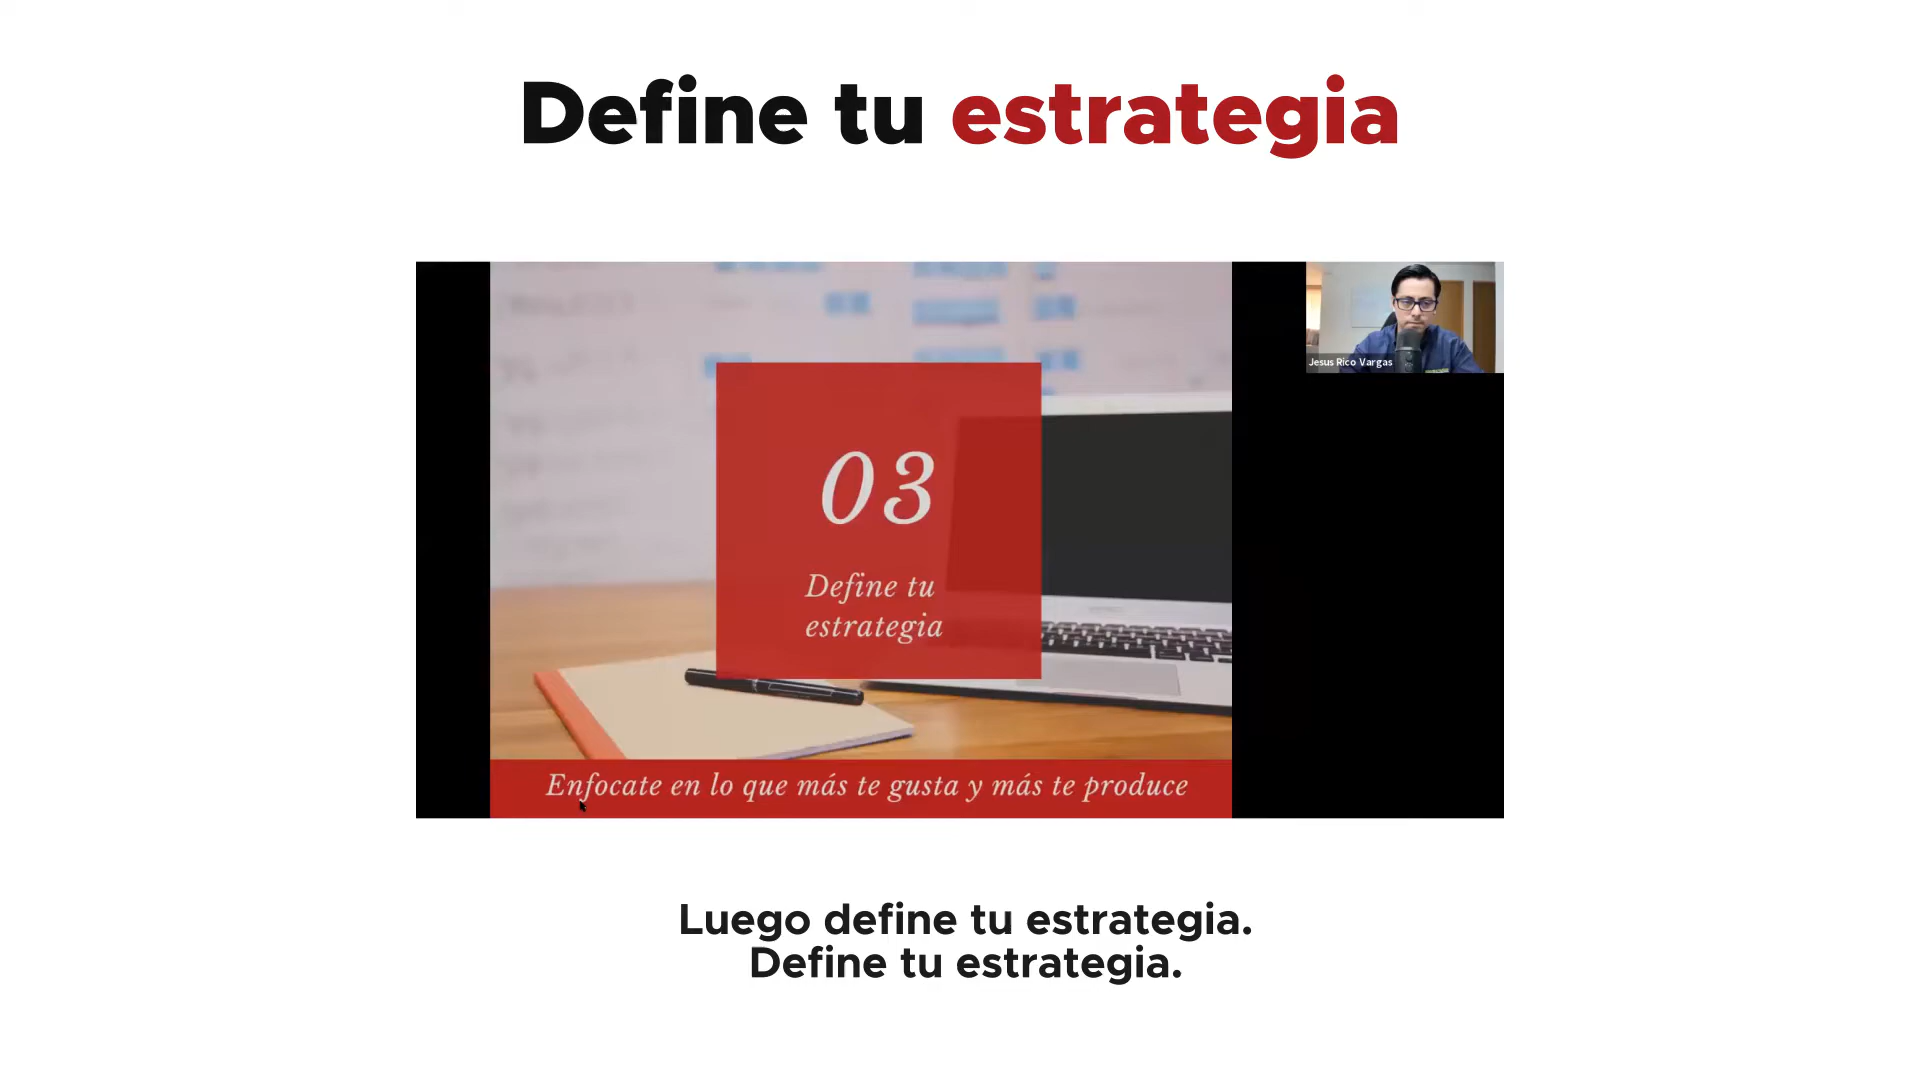 Define tu estrategia
Jesus Rico Vargas
03
Define tu
estrategia
Enfocate en lo que más te gusta y más te produce
Luego define tu estrategia.
Define tu estrategia.